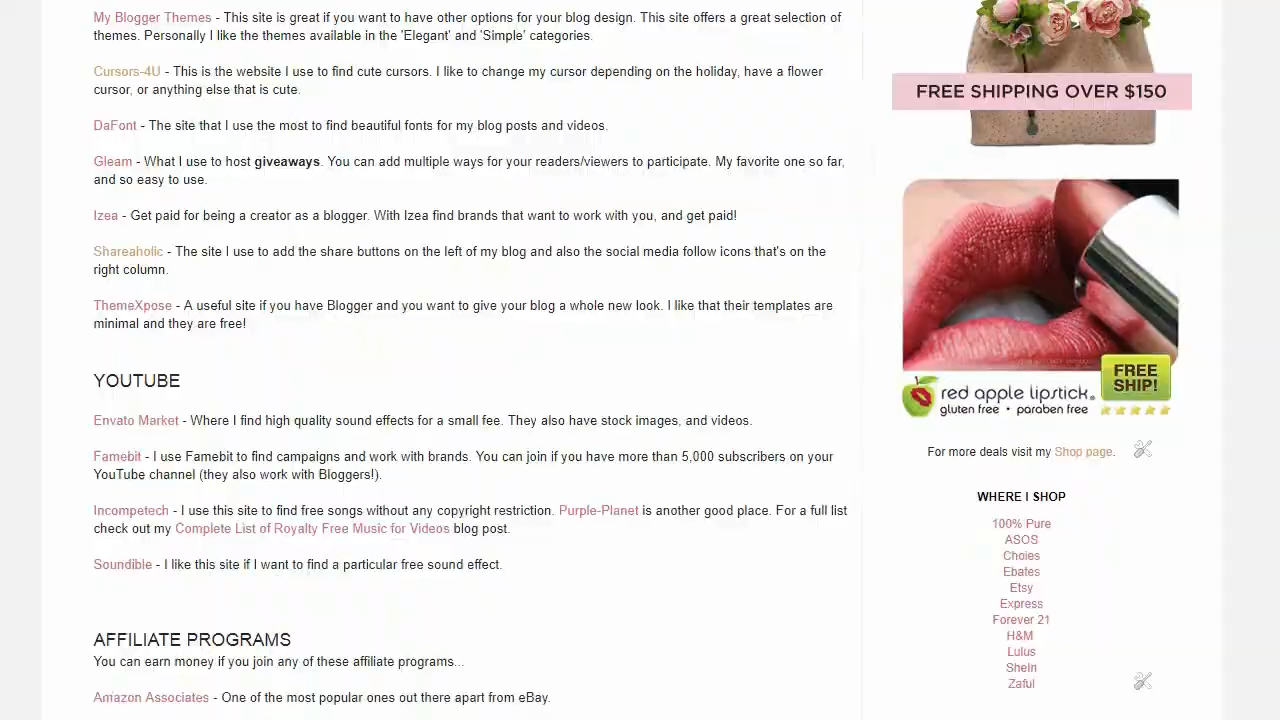 My Blogger Themes - This site is great if you want to have other options for your blog design. This site offers a great selection of
themes. Personally I like the themes available in the 'Elegant' and 'Simple' categories.
Cursors-4U - This is the website I use to find cute cursors. I like to change my cursor depending on the holiday, have a flower
cursor, or anything else that is cute.
DaFont - The site that I use the most to find beautiful fonts for my blog posts and videos.
Gleam - What I use to host giveaways. You can add multiple ways for your readers/viewers to participate. My favorite one so far,
and so easy to use.
Izea - Get paid for being a creator as a blogger. With Izea find brands that want to work with you, and get paid!
Shareaholic - The site I use to add the share buttons on the left of my blog and also the social media follow icons that's on the
right column.
ThemeXpose - A useful site if you have Blogger and you want to give your blog a whole new look. I like that their templates are
minimal and they are free!
YOUTUBE
Envato Market - Where I find high quality sound effects for a small fee. They also have stock images, and videos.
Famebit - I use Famebit to find campaigns and work with brands. You can join if you have more than 5,000 subscribers on your
YouTube channel (they also work with Bloggers!).
Incompetech - I use this site to find free songs without any copyright restriction. Purple-Planet is another good place. For a full list
check out my Complete List of Royalty Free Music for Videos blog post.
Soundible - I like this site if I want to find a particular free sound effect.
AFFILIATE PROGRAMS
You can earn money if you join any of these affiliate programs...
Amazon Associates - One of the most popular ones out there apart from eBay.
FREE SHIPPING OVER $150
FREE
SHIP!
red apple lipstick®
gluten free • paraben free
For more deals visit my Shop page.
WHERE I SHOP
100% Pure
ASOS
Choies
Ebates
Etsy
Express
Forever 21
H&M
Lulus
SheIn
Zaful